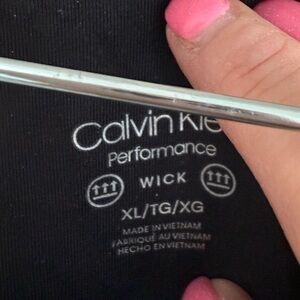 Calvin Kle
Performance
WICK
XL/TG/XG
MADE IN VIETNAM
FABRIQUÉ AU VIETNAM
HECHO EN VIETNAM